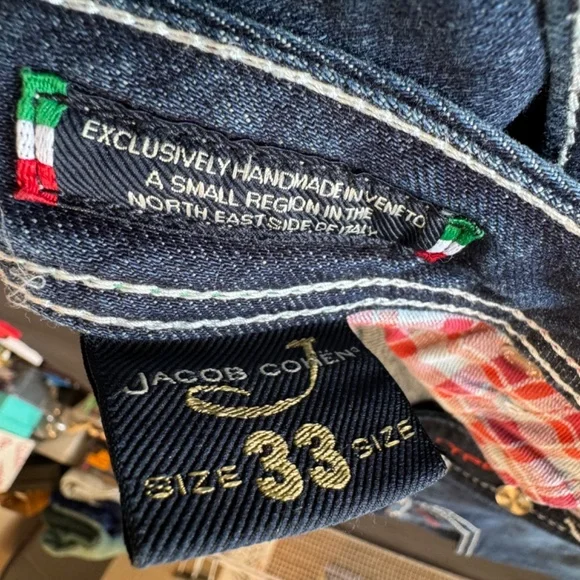 EXCLUSIVELY HANDMADE IN VENETO
A SMALL REGION IN THE
NORTH EAST SIDE OF ITALY
JACOB COHEN
J
SIZE 33 SIZE